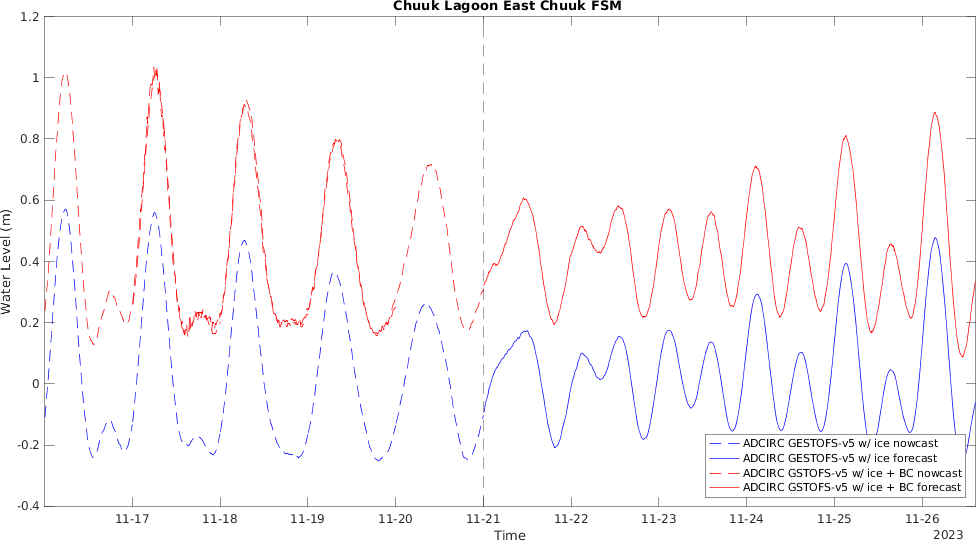 Chuuk Lagoon East Chuuk FSM
1.2
1
0.8
0.6
0.4
0.2
0
-0.2
-0.4
Water Level (m)
ADCIRC GESTOFS-v5 w/ ice nowcast
ADCIRC GESTOFS-v5 w/ ice forecast
ADCIRC GSTOFS-v5 w/ ice + BC nowcast
ADCIRC GSTOFS-v5 w/ ice + BC forecast
11-17 11-18 11-19 11-20 11-21 11-22 11-23 11-24 11-25 11-26
Time
2023